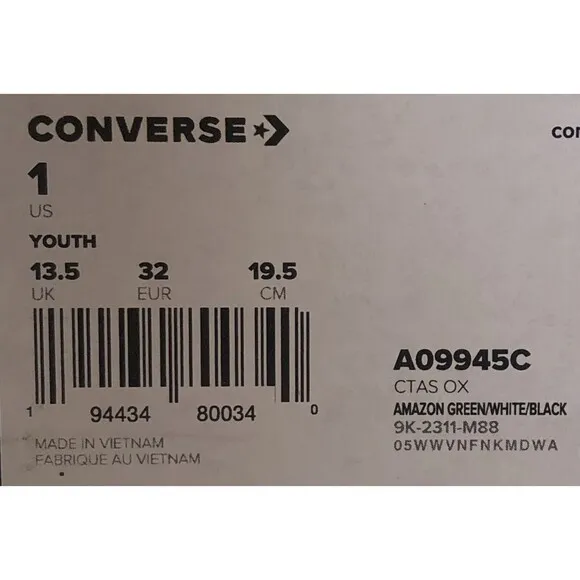 CONVERSE
1
US
YOUTH
13.5 32 19.5
UK EUR CM
1 94434 80034 0
MADE IN VIETNAM
FABRIQUE AU VIETNAM
A09945C
CTAS OX
AMAZON GREEN/WHITE/BLACK
9K-2311-M88
05WWVNFNKMDWA